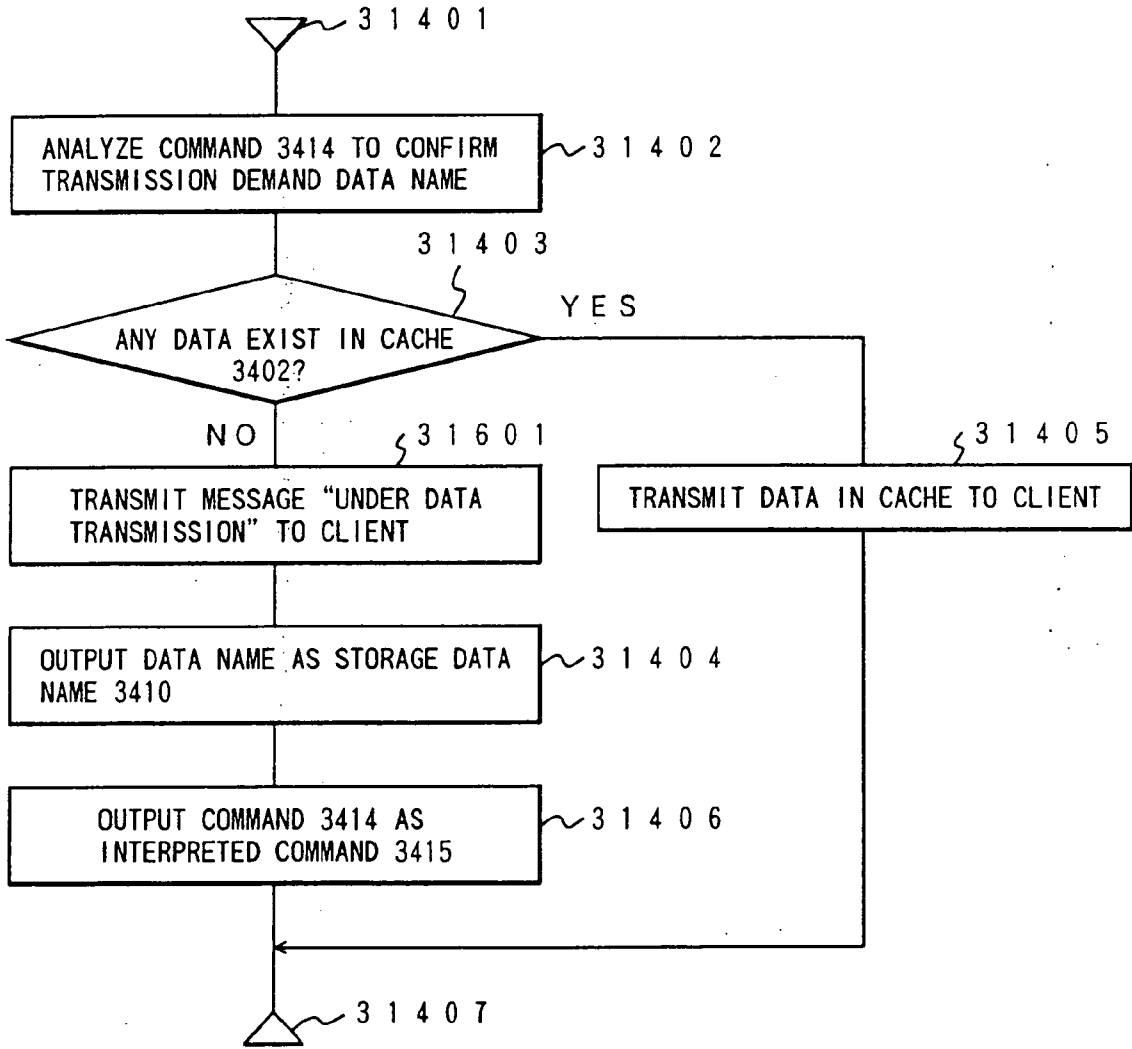 31401
ANALYZE COMMAND 3414 TO CONFIRM
TRANSMISSION DEMAND DATA NAME
31402
31403
ANY DATA EXIST IN CACHE
3402?
YES
NO
31601
TRANSMIT MESSAGE “UNDER DATA
TRANSMISSION” TO CLIENT
31405
TRANSMIT DATA IN CACHE TO CLIENT
OUTPUT DATA NAME AS STORAGE DATA
NAME 3410
31404
OUTPUT COMMAND 3414 AS
INTERPRETED COMMAND 3415
31406
31407